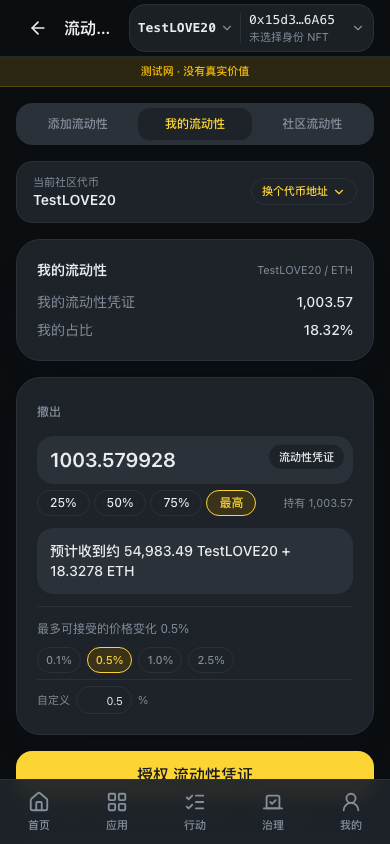 流动...
TestLOVE20
0x15d3…6A65
未选择身份 NFT
测试网 · 没有真实价值
添加流动性
我的流动性
社区流动性
当前社区代币
TestLOVE20
换个代币地址
我的流动性
TestLOVE20 / ETH
我的流动性凭证
1,003.57
我的占比
18.32%
撤出
1003.579928
流动性凭证
25%
50%
75%
最高
持有 1,003.57
预计收到约 54,983.49 TestLOVE20 +
18.3278 ETH
最多可接受的价格变化 0.5%
0.1%
0.5%
1.0%
2.5%
自定义
0.5
%
授权 流动性凭证
首页
应用
行动
治理
我的